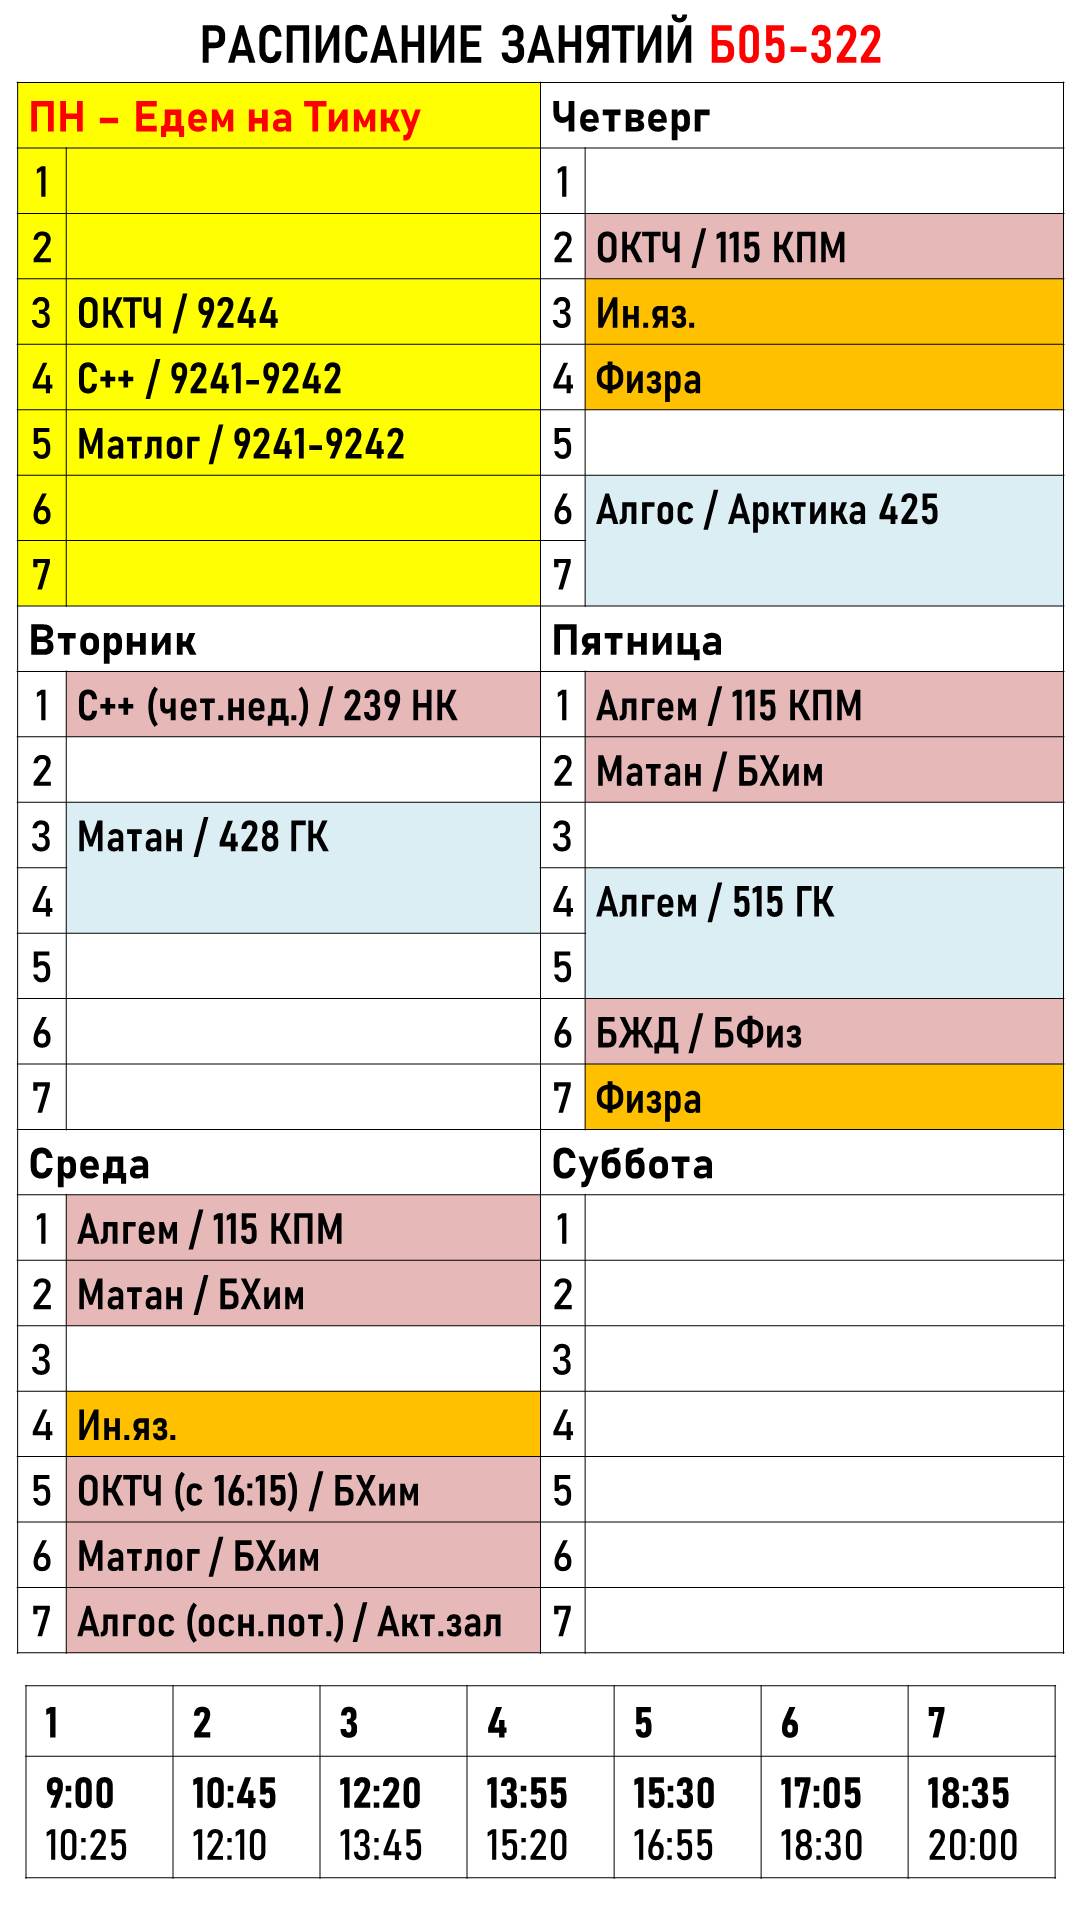 РАСПИСАНИЕ ЗАНЯТИЙ Б05-322
ПН – Едем на Тимку
1
2
3 ОКТЧ / 9244
4 С++ / 9241-9242
5 Матлог / 9241-9242
6
7
Вторник
1 С++ (чет.нед.) / 239 НК
2
3 Матан / 428 ГК
4
5
6
7
Среда
1 Алгем / 115 КПМ
2 Матан / БХим
3
4 Ин.яз.
5 ОКТЧ (с 16:15) / БХим
6 Матлог / БХим
7 Алгос (осн.пот.) / Акт.зал
Четверг
1
2 ОКТЧ / 115 КПМ
3 Ин.яз.
4 Физра
5
6 Алгос / Арктика 425
7
Пятница
1 Алгем / 115 КПМ
2 Матан / БХим
3
4 Алгем / 515 ГК
5
6 БЖД / БФиз
7 Физра
Суббота
1
2
3
4
5
6
7
1 2 3 4 5 6 7
9:00 10:45 12:20 13:55 15:30 17:05 18:35
10:25 12:10 13:45 15:20 16:55 18:30 20:00